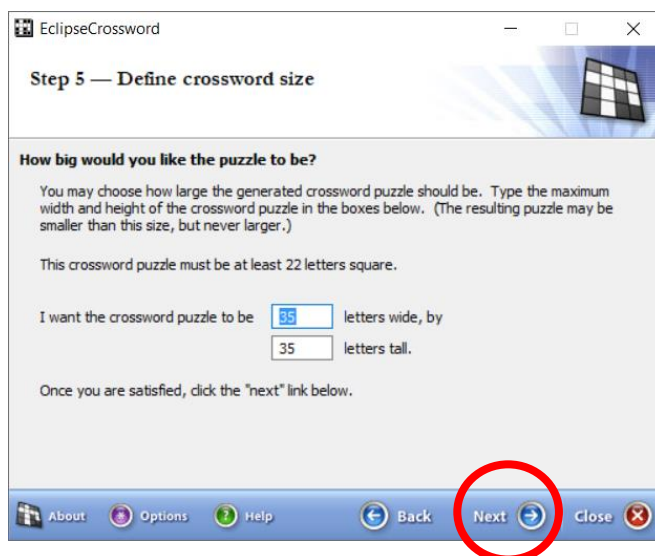 EclipseCrossword
Step 5 — Define crossword size
How big would you like the puzzle to be?
You may choose how large the generated crossword puzzle should be.  Type the maximum
width and height of the crossword puzzle in the boxes below.  (The resulting puzzle may be
smaller than this size, but never larger.)
This crossword puzzle must be at least 22 letters square.
I want the crossword puzzle to be 35 letters wide, by
35 letters tall.
Once you are satisfied, click the "next" link below.
About Options Help Back Next Close